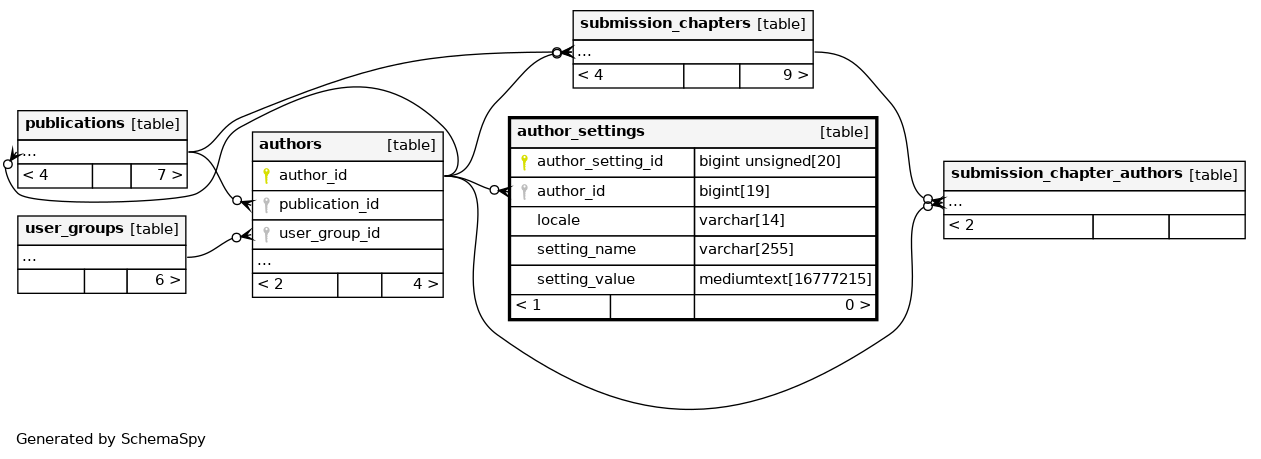 submission_chapters [table]
...
< 4 9 >
publications [table]
...
< 4 7 >
authors [table]
author_id
publication_id
user_group_id
...
< 2 4 >
author_settings [table]
author_setting_id bigint unsigned[20]
author_id bigint[19]
locale varchar[14]
setting_name varchar[255]
setting_value mediumtext[16777215]
< 1 0 >
submission_chapter_authors [table]
...
< 2
user_groups [table]
...
6 >
Generated by SchemaSpy